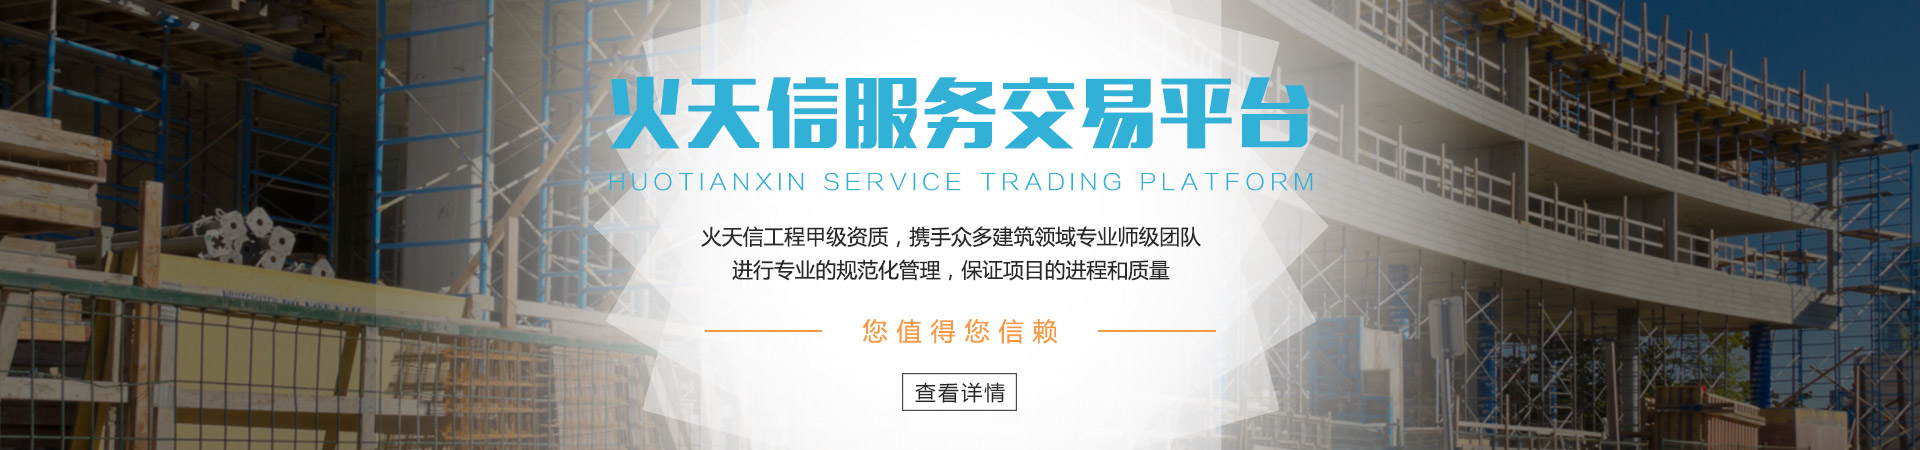 火天信服务交易平台
HUOTIANXIN SERVICE TRADING PLATFORM
火天信工程甲级资质，携手众多建筑领域专业师级团队
进行专业的规范化管理，保证项目的进程和质量
您值得您信赖
查看详情